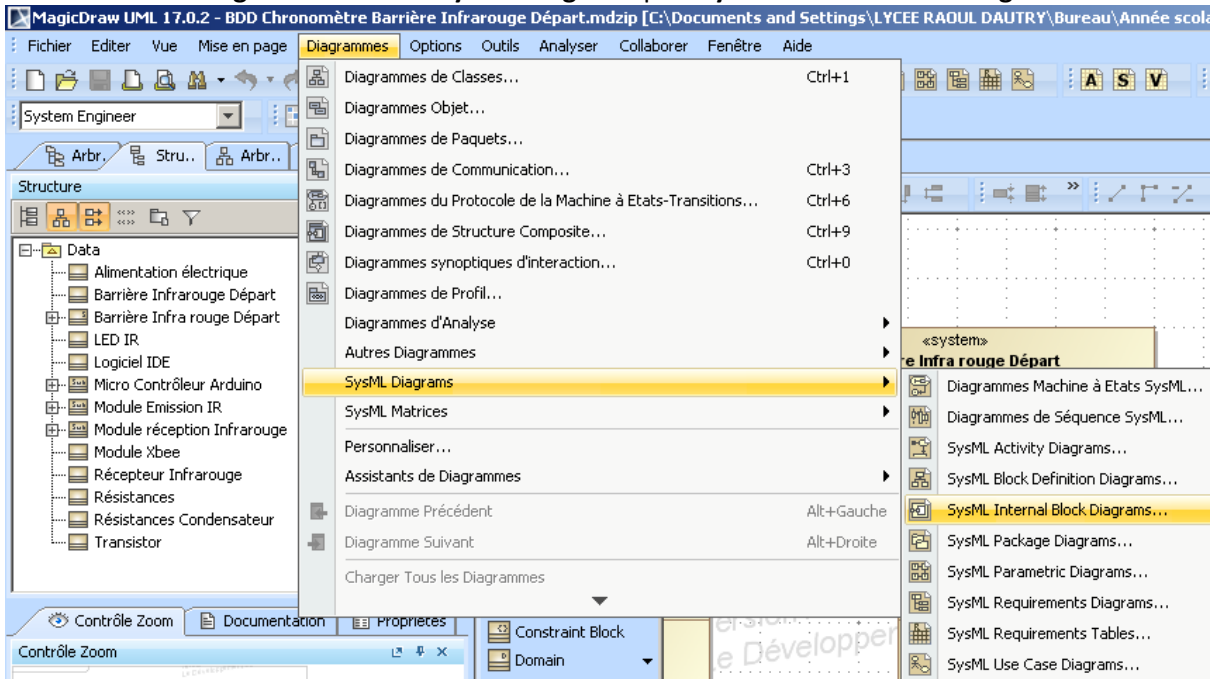 MagicDraw UML 17.0.2 - BDD Chronomètre Barrière Infrarouge Départ.mdzip [C:\Documents and Settings\LYCEE RAOUL DAUTRY\Bureau\Année scola
Fichier Editer Vue Mise en page Diagrammes Options Outils Analyser Collaborer Fenêtre Aide
Diagrammes de Classes... Ctrl+1
A S V
Diagrammes Objet...
System Engineer
Diagrammes de Paquets...
Arbr. Stru.. Arbr..
Diagrammes de Communication... Ctrl+3
Structure
Diagrammes du Protocole de la Machine à Etats-Transitions... Ctrl+6
Diagrammes de Structure Composite... Ctrl+9
Diagrammes synoptiques d'interaction... Ctrl+0
Diagrammes de Profil...
Diagrammes d'Analyse
Autres Diagrammes
SysML Diagrams
SysML Matrices
Personnaliser...
Assistants de Diagrammes
Diagramme Précédent Alt+Gauche
Diagramme Suivant Alt+Droite
Charger Tous les Diagrammes
Data
Alimentation électrique
Barrière Infrarouge Départ
Barrière Infra rouge Départ
LED IR
Logiciel IDE
Micro Contrôleur Arduino
Module Emission IR
Module réception Infrarouge
Module Xbee
Récepteur Infrarouge
Résistances
Résistances Condensateur
Transistor
«system»
re Infra rouge Départ
Diagrammes Machine à Etats SysML...
Diagrammes de Séquence SysML...
SysML Activity Diagrams...
SysML Block Definition Diagrams...
SysML Internal Block Diagrams...
SysML Package Diagrams...
SysML Parametric Diagrams...
SysML Requirements Diagrams...
SysML Requirements Tables...
SysML Use Case Diagrams...
Contrôle Zoom Documentation Propriétés
Contrôle Zoom
Constraint Block
Domain
e Développer